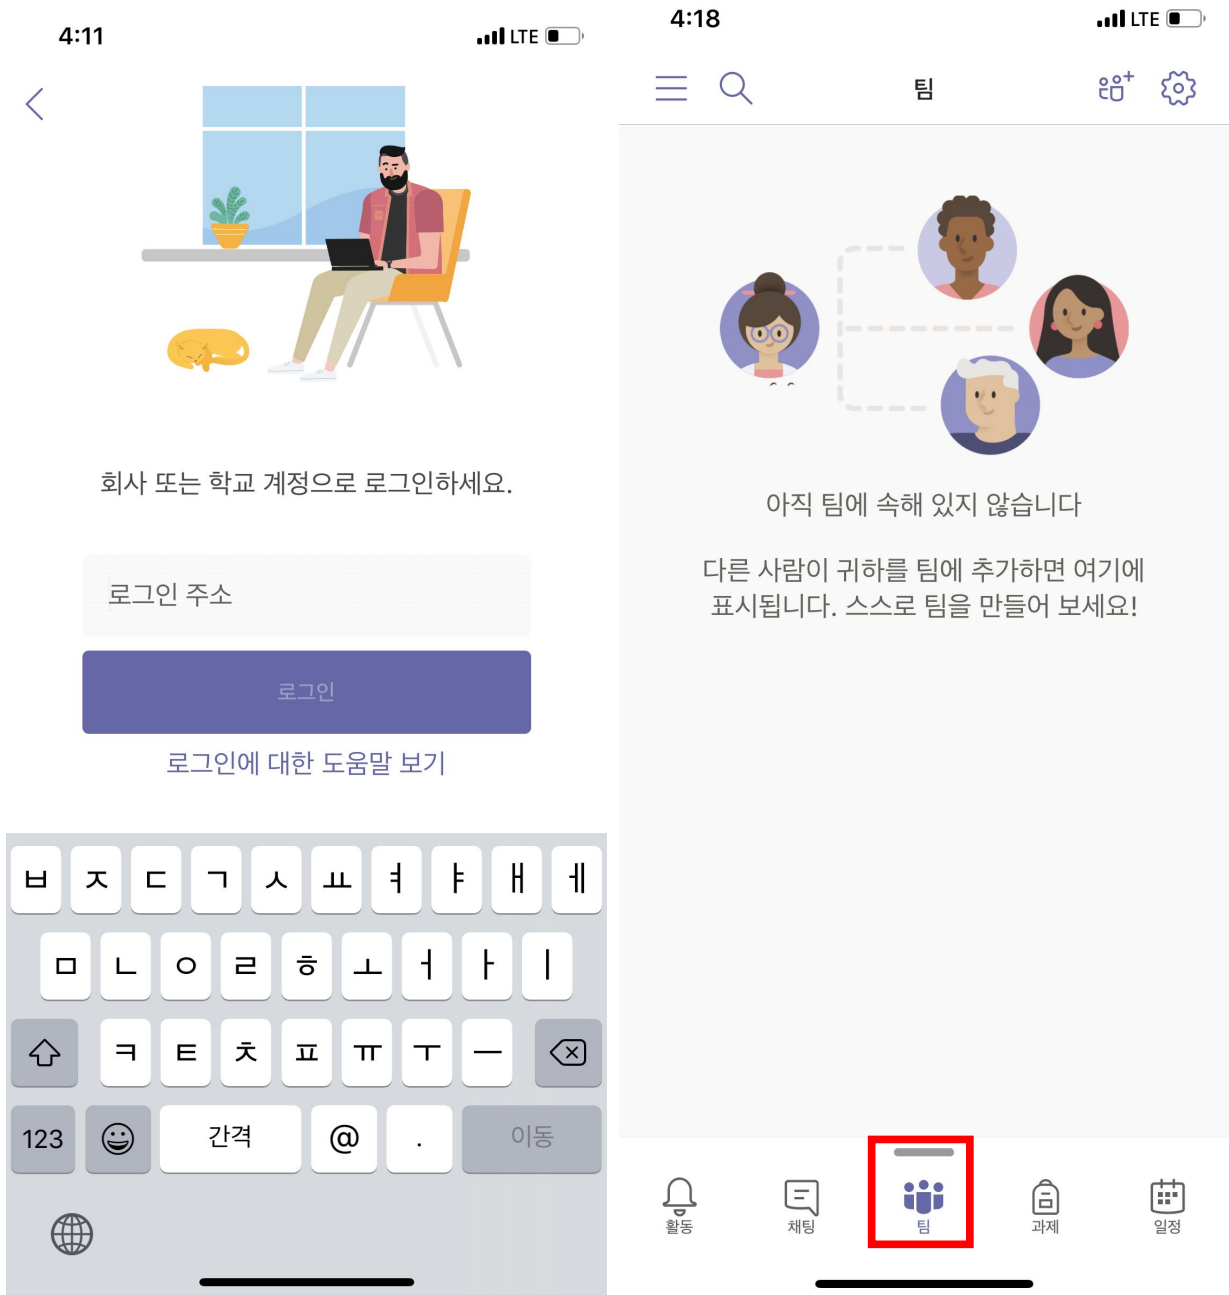 4:11
LTE
회사 또는 학교 계정으로 로그인하세요.
로그인 주소
로그인
로그인에 대한 도움말 보기
ㅂ ㅈ ㄷ ㄱ ㅅ ㅛ ㅕ ㅑ ㅐ ㅔ
ㅁ ㄴ ㅇ ㄹ ㅎ ㅗ ㅓ ㅏ ㅣ
ㅋ ㅌ ㅊ ㅍ ㅠ ㅜ ㅡ
123 간격 @ . 이동
4:18
LTE
팀
아직 팀에 속해 있지 않습니다
다른 사람이 귀하를 팀에 추가하면 여기에
표시됩니다. 스스로 팀을 만들어 보세요!
활동 채팅 팀 과제 일정